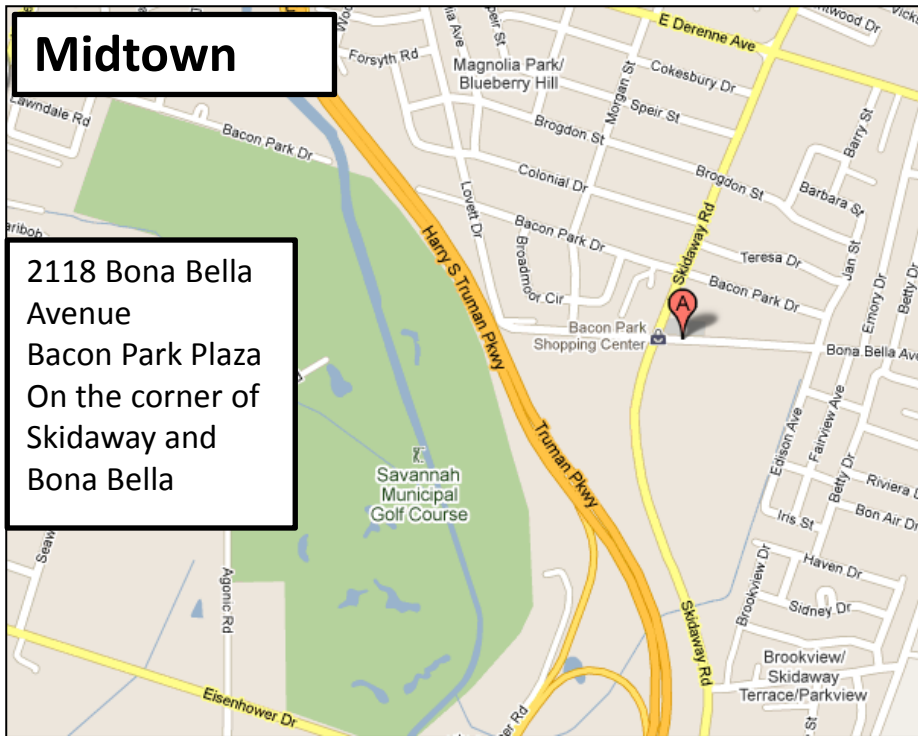 Midtown
2118 Bona Bella
Avenue
Bacon Park Plaza
On the corner of
Skidaway and
Bona Bella
E Derenne Ave
Forsyth Rd
Magnolia Park/
Blueberry Hill
Speir St
Morgan St
Cokesbury Dr
Speir St
Lawndale Rd
Bacon Park Dr
Brogdon St
Barry St
Colonial Dr
Brogdon St
Barbara St
Lovett Dr
Bacon Park Dr
Skidaway Rd
Harry S Truman Pkwy
Broadmoor Cir
Teresa Dr
Jan St
Bacon Park Dr
Emory Dr
Betty Dr
A
Bacon Park
Shopping Center
Bona Bella Ave
Truman Pkwy
Edison Ave
Fairview Ave
Betty Dr
Savannah
Municipal
Golf Course
Riviera
Iris St
Bon Air Dr
Agonic Rd
Brookview Dr
Haven Dr
Sidney Dr
Skidaway Rd
Brookview/
Skidaway
Terrace/Parkview
Eisenhower Dr